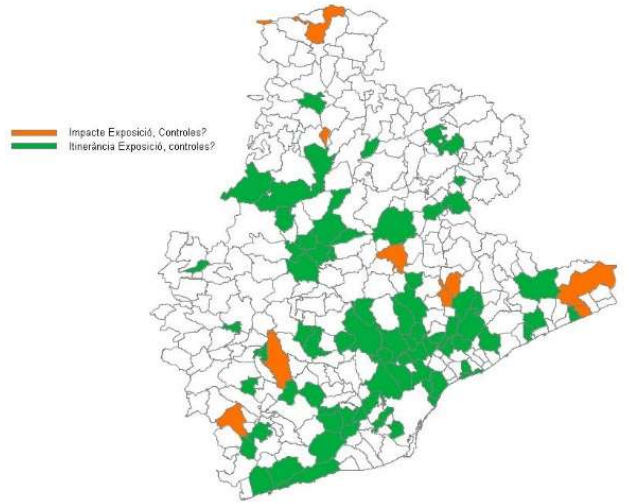 Impacte Exposició, Controles?
Itinerància Exposició, controles?